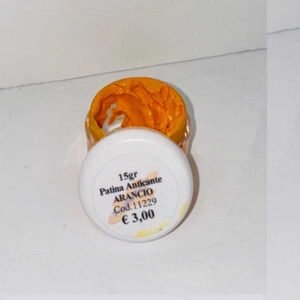 15gr
Patina Anticante
ARANCIO
Cod.11229
€ 3,00